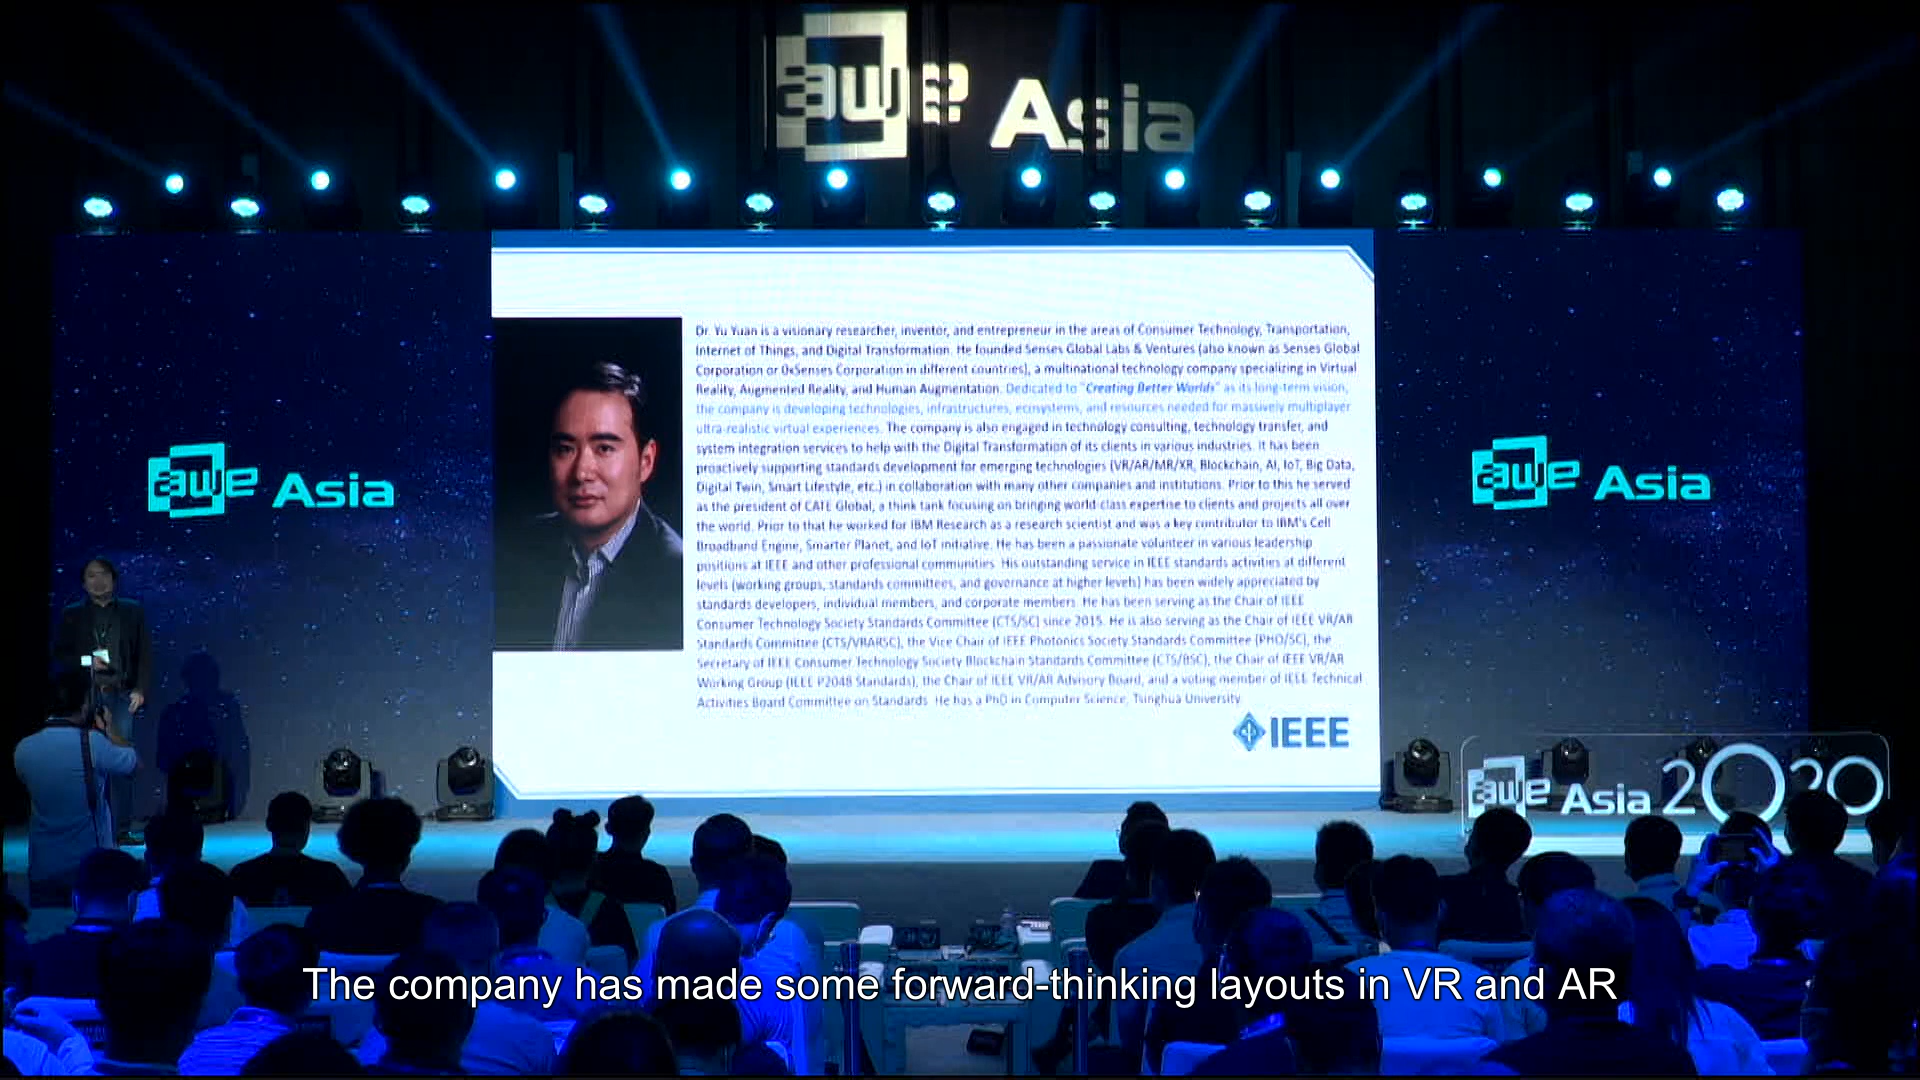 awe Asia
Dr. Yu Yuan is a visionary researcher, inventor, and entrepreneur in the areas of Consumer Technology, Transportation,
Internet of Things, and Digital Transformation. He founded Senses Global Labs & Ventures (also known as Senses Global
Corporation or 0xSenses Corporation in different countries), a multinational technology company specializing in Virtual
Reality, Augmented Reality, and Human Augmentation. Dedicated to "Creating Better Worlds" as its long-term vision,
the company is developing technologies, infrastructures, ecosystems, and resources needed for massively multiplayer
ultra-realistic virtual experiences. The company is also engaged in technology consulting, technology transfer, and
system integration services to help with the Digital Transformation of its clients in various industries. It has been
proactively supporting standards development for emerging technologies (VR/AR/MR/XR, Blockchain, AI, IoT, Big Data,
Digital Twin, Smart Lifestyle, etc.) in collaboration with many other companies and institutions. Prior to this he served
as the president of CATE Global, a think tank focusing on bringing world-class expertise to clients and projects all over
the world. Prior to that he worked for IBM Research as a research scientist and was a key contributor to IBM's Cell
Broadband Engine, Smarter Planet, and IoT initiative. He has been a passionate volunteer in various leadership
positions at IEEE and other professional communities. His outstanding service in IEEE standards activities at different
levels (working groups, standards committees, and governance at higher levels) has been widely appreciated by
standards developers, individual members, and corporate members. He has been serving as the Chair of IEEE
Consumer Technology Society Standards Committee (CTS/SC) since 2015. He is also serving as the Chair of IEEE VR/AR
Standards Committee (CTS/VRARSC), the Vice Chair of IEEE Photonics Society Standards Committee (PHO/SC), the
Secretary of IEEE Consumer Technology Society Blockchain Standards Committee (CTS/BSC), the Chair of IEEE VR/AR
Working Group (IEEE P2048 Standards), the Chair of IEEE VR/AR Advisory Board, and a voting member of IEEE Technical
Activities Board Committee on Standards. He has a PhD in Computer Science, Tsinghua University.
IEEE
awe Asia
awe Asia
awe Asia 2020
The company has made some forward-thinking layouts in VR and AR